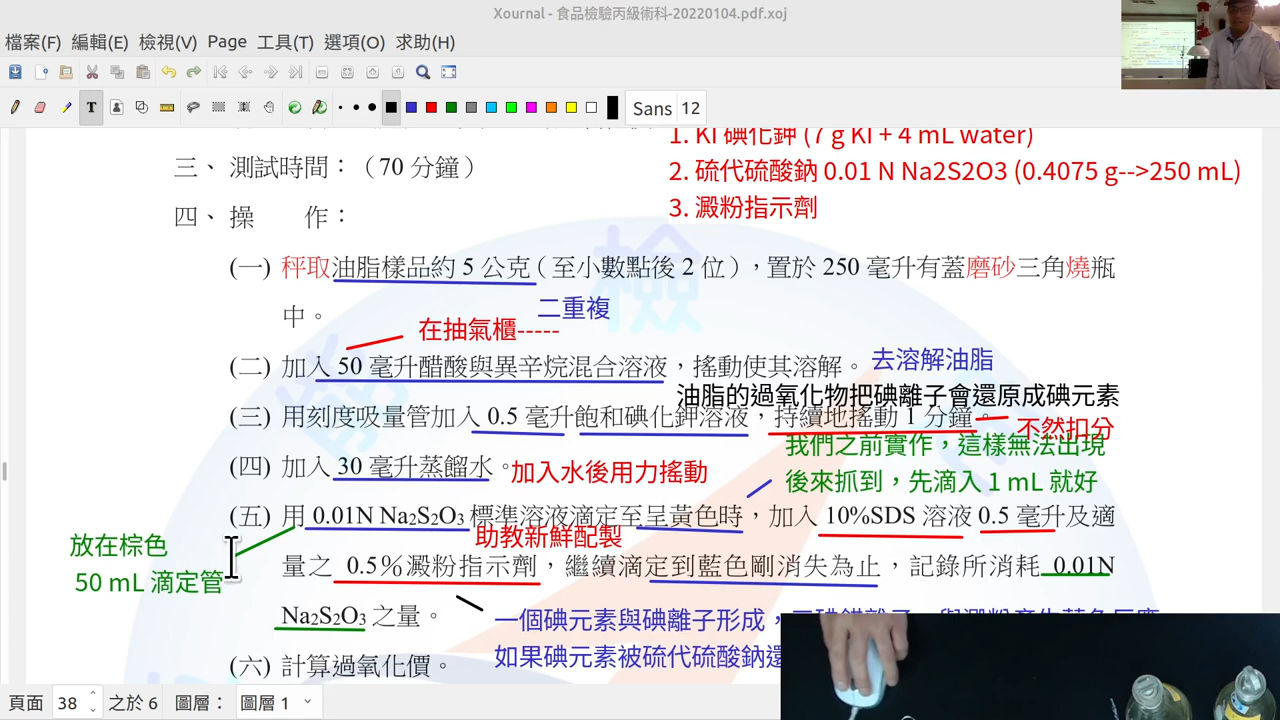 Xournal - 食品檢驗丙級術科-20220104.pdf.xoj
檔案(F) 編輯(E) 檢視(V) Page
求助
Sans 12
1. KI 碘化鉀 (7 g KI + 4 mL water)
三、測試時間：（70 分鐘）
2. 硫代硫酸鈉 0.01 N Na2S2O3 (0.4075 g-->250 mL)
3. 澱粉指示劑
四、操 作：
(一) 秤取油脂樣品約 5 公克（至小數點後 2 位），置於 250 毫升有蓋磨砂三角燒瓶
中。
二重複
在抽氣櫃-----
(二) 加入 50 毫升醋酸與異辛烷混合溶液，搖動使其溶解。
去溶解油脂
油脂的過氧化物把碘離子會還原成碘元素
(三) 用刻度吸量管加入 0.5 毫升飽和碘化鉀溶液，持續地搖動 1 分鐘。
不然扣分
我們之前實作，這樣無法出現
(四) 加入 30 毫升蒸餾水。
加入水後用力搖動
後來抓到，先滴入 1 mL 就好
(五) 用 0.01N Na₂S₂O₃ 標準溶液滴定至呈黃色時，加入 10%SDS 溶液 0.5 毫升及適
助教新鮮配製
放在棕色
50 mL 滴定管
量之 0.5％澱粉指示劑，繼續滴定到藍色剛消失為止，記錄所消耗 0.01N
Na₂S₂O₃ 之量。
一個碘元素與碘離子形成，
如果碘元素被硫代硫酸鈉還
(六) 計算過氧化價。
頁面 38 之於 6 圖層： 圖層 1